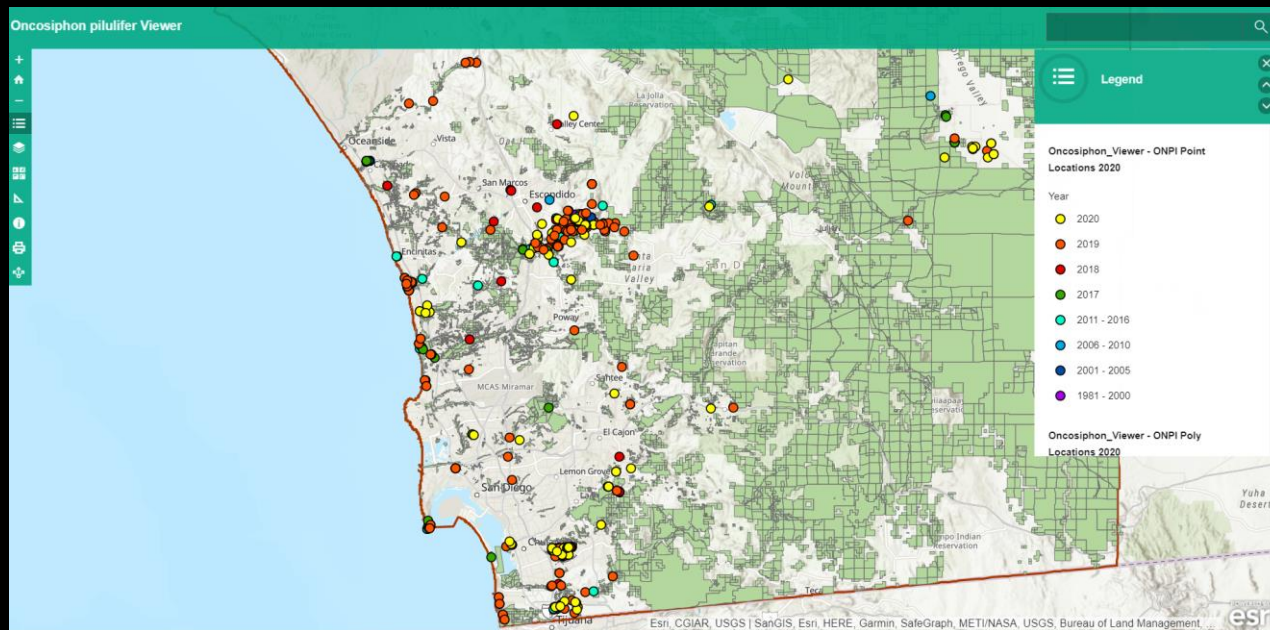 Oncosiphon pilulifer Viewer
Legend
Oncosiphon_Viewer - ONPI Point
Locations 2020
Year
2020
2019
2018
2017
2011 - 2016
2006 - 2010
2001 - 2005
1981 - 2000
Oncosiphon_Viewer - ONPI Poly
Locations 2020
La Jolla
Reservation
Valley Center
Oceanside
Vista
San Marcos
Escondido
Encinitas
Poway
MCAS Miramar
Santee
El Cajon
Lemon Grove
San Diego
Tijuana
Valley
Yuha
Desert
Indian
Reservation
Esri, CGIAR, USGS | SanGIS, Esri, HERE, Garmin, SafeGraph, METI/NASA, USGS, Bureau of Land Management,
esri